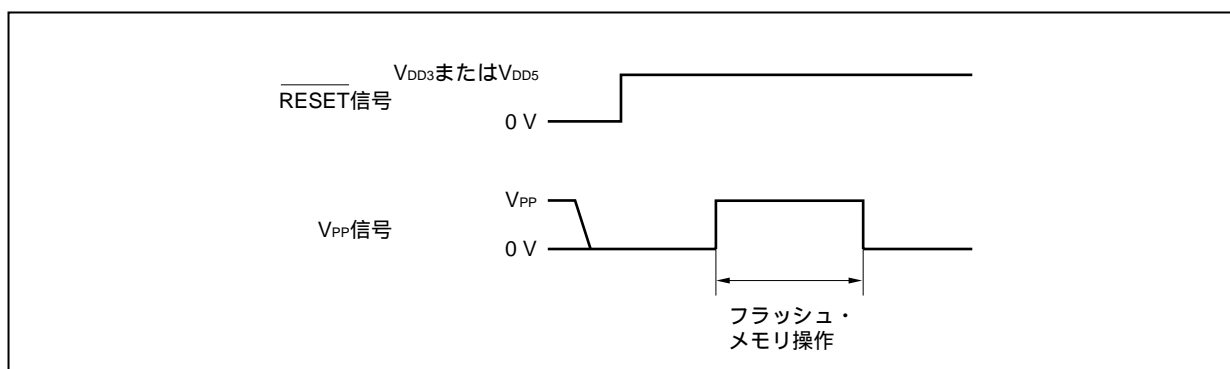 VDD3またはVDD5
RESET信号
0 V
VPP
VPP信号
0 V
フラッシュ・
メモリ操作